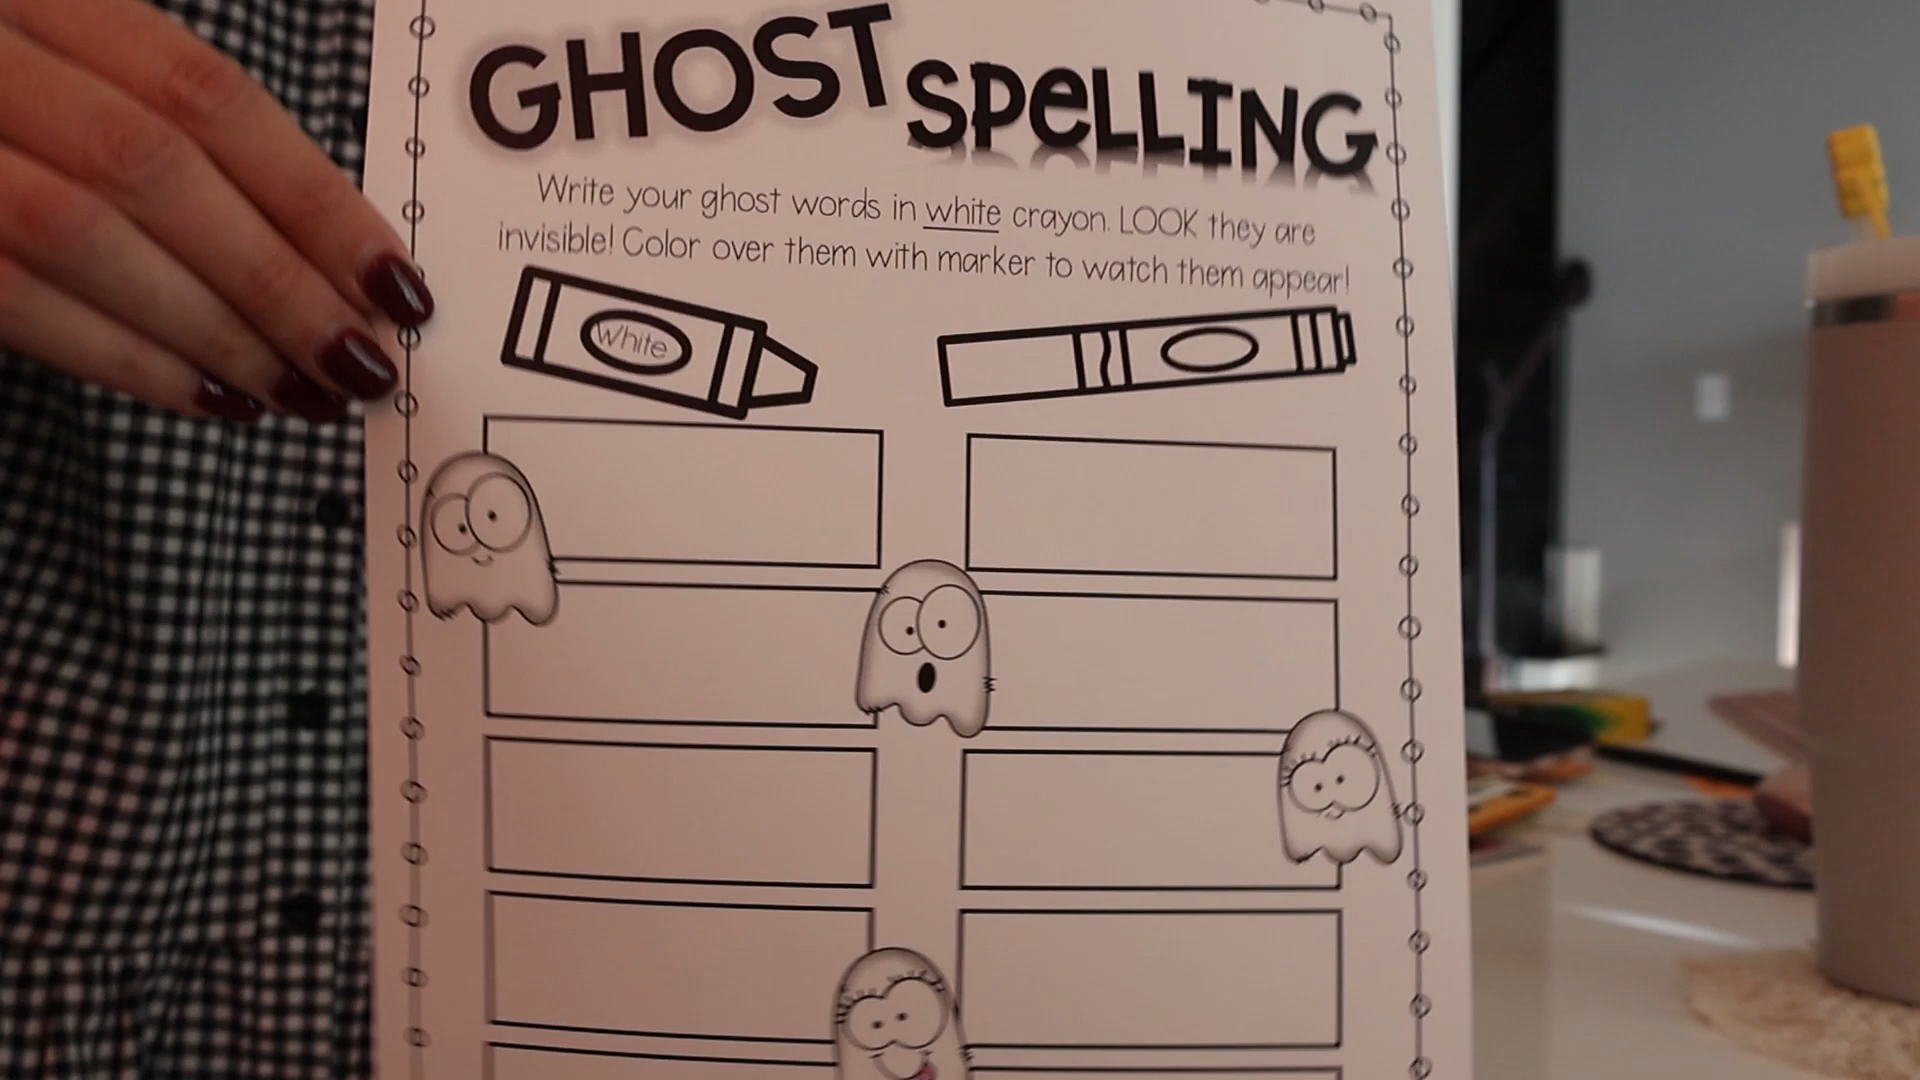 GHOST SPELLING
Write your ghost words in white crayon. LOOK they are
invisible! Color over them with marker to watch them appear!
White